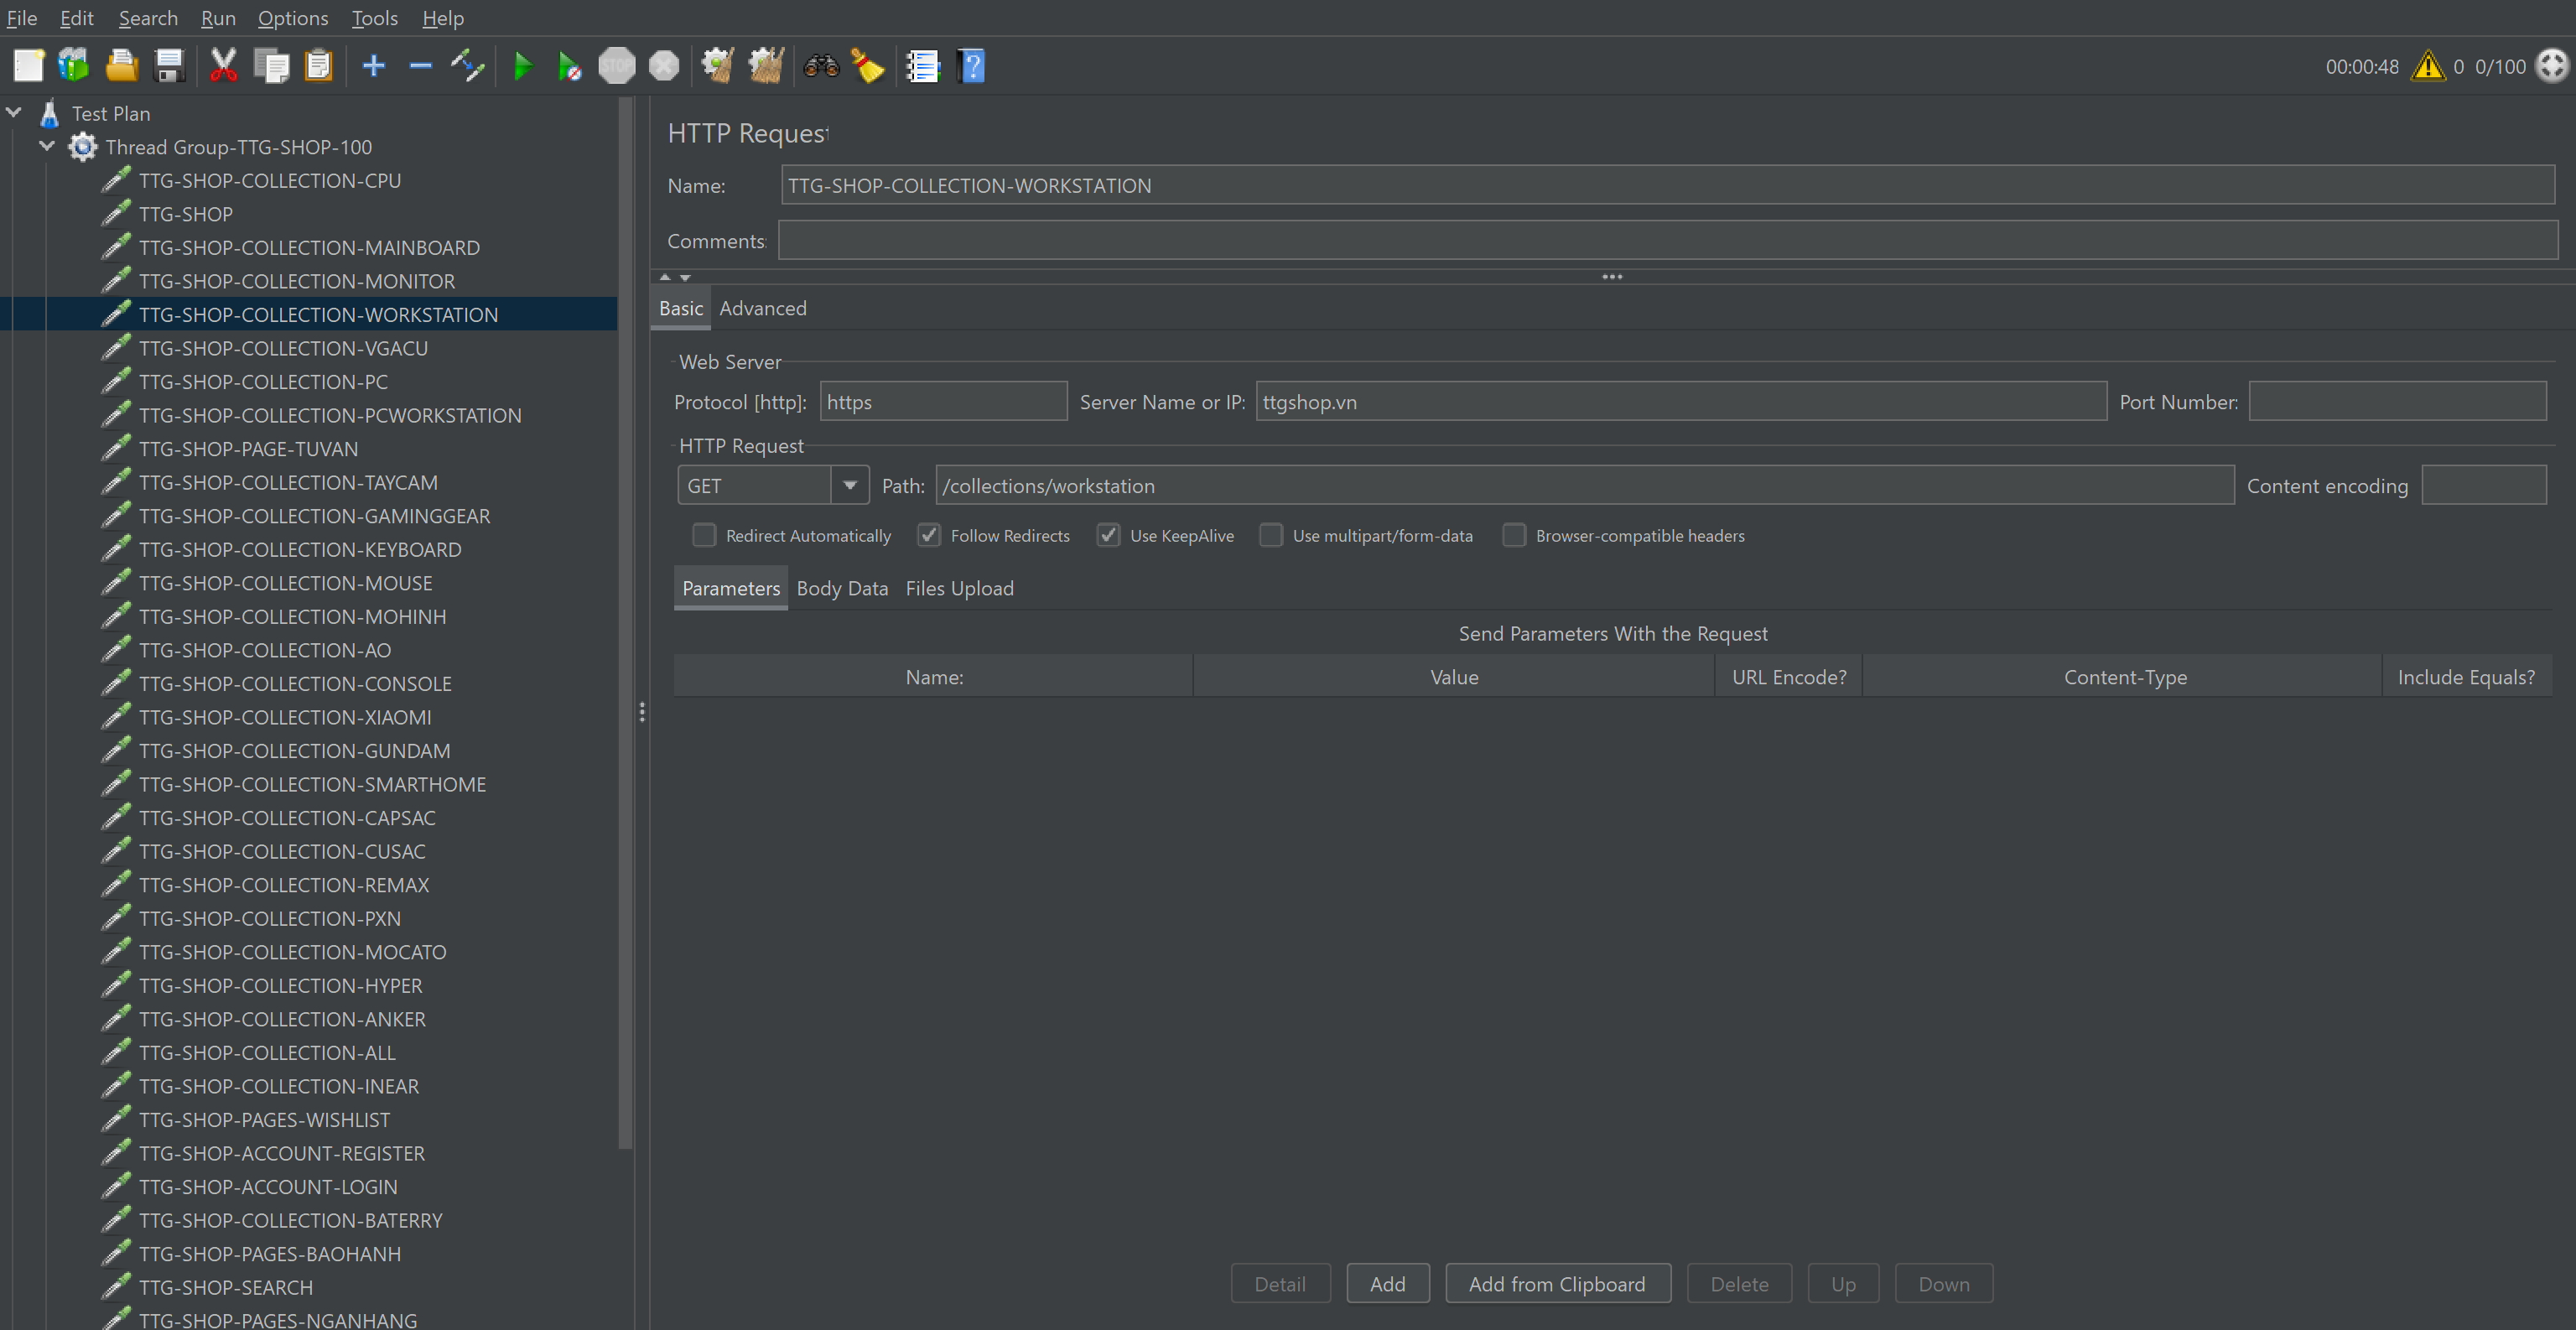 File Edit Search Run Options Tools Help
STOP
00:00:48 0 0/100
Test Plan
Thread Group-TTG-SHOP-100
TTG-SHOP-COLLECTION-CPU
TTG-SHOP
TTG-SHOP-COLLECTION-MAINBOARD
TTG-SHOP-COLLECTION-MONITOR
TTG-SHOP-COLLECTION-WORKSTATION
TTG-SHOP-COLLECTION-VGACU
TTG-SHOP-COLLECTION-PC
TTG-SHOP-COLLECTION-PCWORKSTATION
TTG-SHOP-PAGE-TUVAN
TTG-SHOP-COLLECTION-TAYCAM
TTG-SHOP-COLLECTION-GAMINGGEAR
TTG-SHOP-COLLECTION-KEYBOARD
TTG-SHOP-COLLECTION-MOUSE
TTG-SHOP-COLLECTION-MOHINH
TTG-SHOP-COLLECTION-AO
TTG-SHOP-COLLECTION-CONSOLE
TTG-SHOP-COLLECTION-XIAOMI
TTG-SHOP-COLLECTION-GUNDAM
TTG-SHOP-COLLECTION-SMARTHOME
TTG-SHOP-COLLECTION-CAPSAC
TTG-SHOP-COLLECTION-CUSAC
TTG-SHOP-COLLECTION-REMAX
TTG-SHOP-COLLECTION-PXN
TTG-SHOP-COLLECTION-MOCATO
TTG-SHOP-COLLECTION-HYPER
TTG-SHOP-COLLECTION-ANKER
TTG-SHOP-COLLECTION-ALL
TTG-SHOP-COLLECTION-INEAR
TTG-SHOP-PAGES-WISHLIST
TTG-SHOP-ACCOUNT-REGISTER
TTG-SHOP-ACCOUNT-LOGIN
TTG-SHOP-COLLECTION-BATERRY
TTG-SHOP-PAGES-BAOHANH
TTG-SHOP-SEARCH
TTG-SHOP-PAGES-NGANHANG
HTTP Request
Name: TTG-SHOP-COLLECTION-WORKSTATION
Comments:
Basic Advanced
Web Server
Protocol [http]: https Server Name or IP: ttgshop.vn Port Number:
HTTP Request
GET Path: /collections/workstation Content encoding
Redirect Automatically Follow Redirects Use KeepAlive Use multipart/form-data Browser-compatible headers
Parameters Body Data Files Upload
Send Parameters With the Request
Name: Value URL Encode? Content-Type Include Equals?
Detail Add Add from Clipboard Delete Up Down